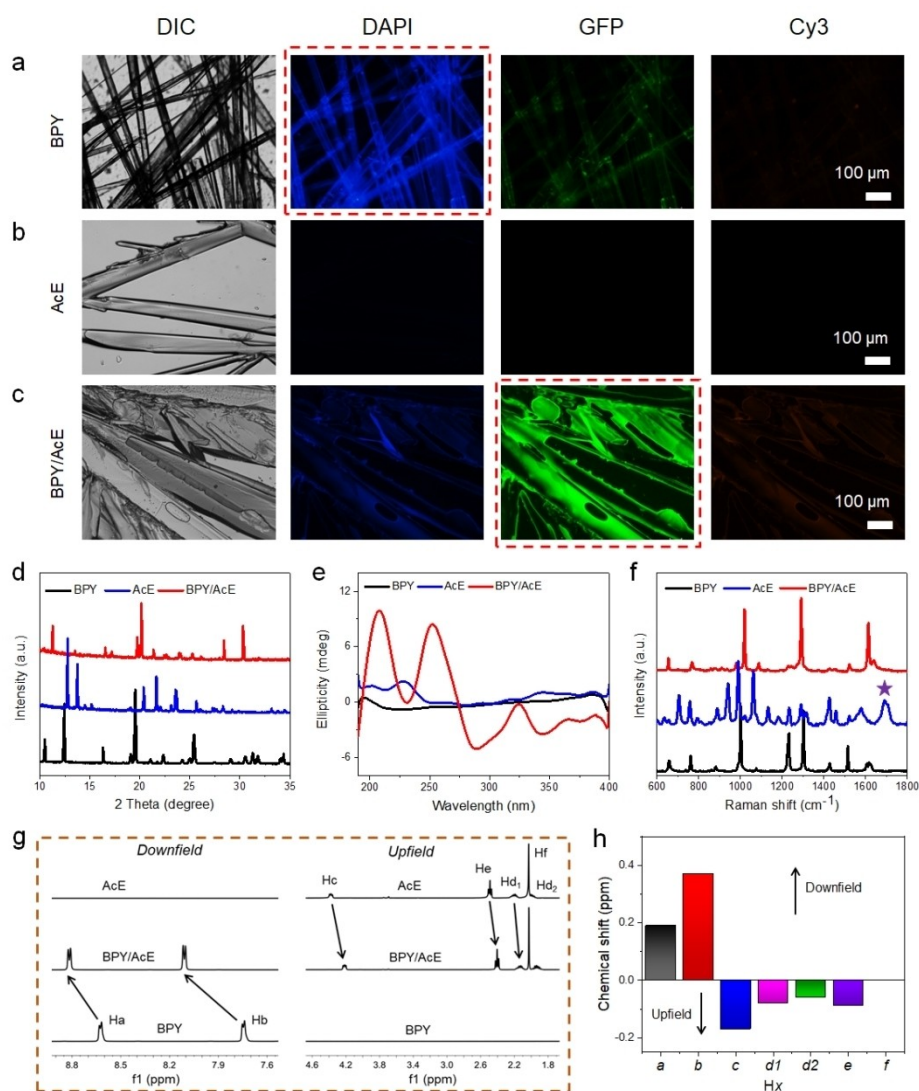 DIC DAPI GFP Cy3
a
BPY
100 µm
b
AcE
100 µm
c
BPY/AcE
100 µm
d
BPY AcE BPY/AcE
Intensity (a.u.)
10 15 20 25 30 35
2 Theta (degree)
e
BPY AcE BPY/AcE
Ellipticity (mdeg)
12
6
0
-6
200 250 300 350 400
Wavelength (nm)
f
BPY AcE BPY/AcE
Intensity (a.u.)
600 800 1000 1200 1400 1600 1800
Raman shift (cm-1)
g
Downfield Upfield
Hf
AcE Hc AcE He Hd1 Hd2
BPY/AcE BPY/AcE
Ha Hb
BPY BPY
8.8 8.5 8.2 7.9 7.6 4.6 4.2 3.8 3.4 3.0 2.6 2.2 1.8
f1 (ppm) f1 (ppm)
h
Chemical shift (ppm)
0.4
0.2
0.0
-0.2
Downfield
Upfield
a b c d1 d2 e f
Hx